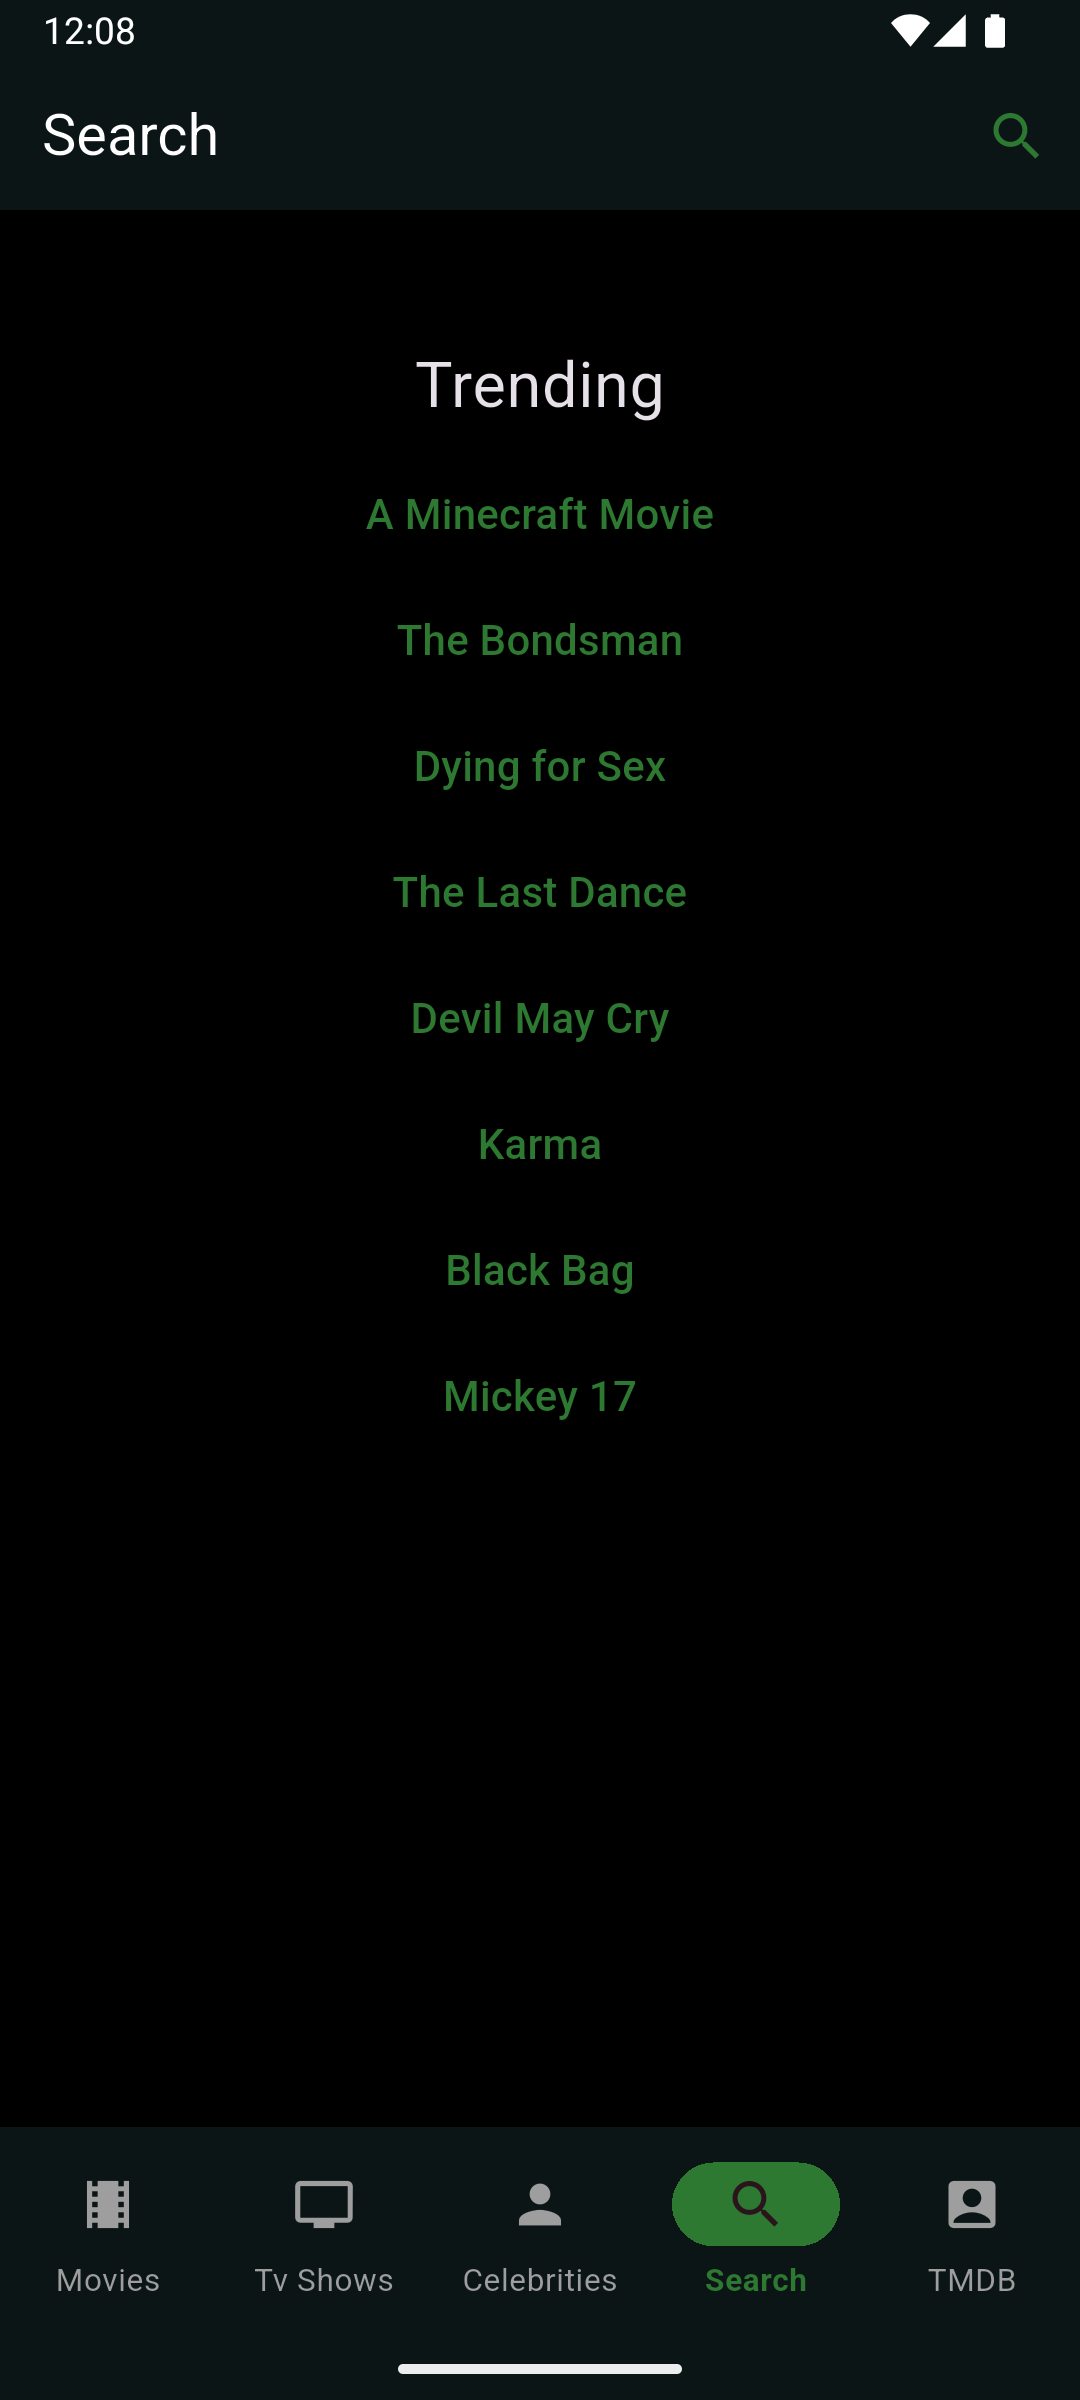 12:08
Search
Trending
A Minecraft Movie
The Bondsman
Dying for Sex
The Last Dance
Devil May Cry
Karma
Black Bag
Mickey 17
Movies
Tv Shows
Celebrities
Search
TMDB